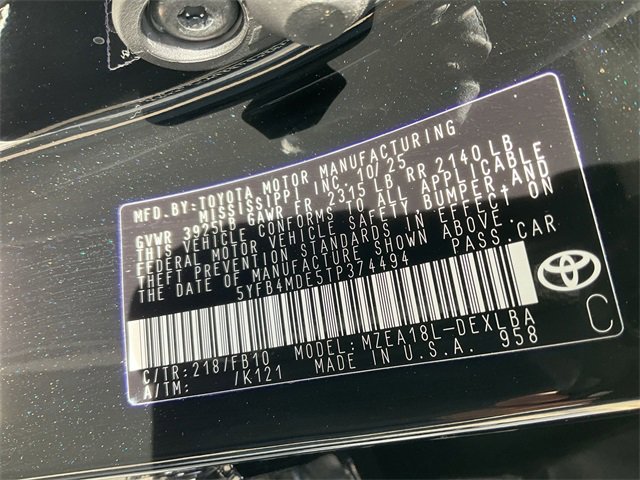 MFD.BY:TOYOTA MOTOR MANUFACTURING
MISSISSIPPI INC. 10/25
GVWR 3925LB GAWR FR. 2315 LB RR 2140 LB
THIS VEHICLE CONFORMS TO ALL APPLICABLE
FEDERAL MOTOR VEHICLE SAFETY BUMPER,AND
THEFT PREVENTION STANDARDS IN EFFECT ON
THE DATE OF MANUFACTURE SHOWN ABOVE.
5YFB4MDE5TP374494 PASS.CAR
C/TR:218/FB10 MODEL:MZEA18L-DEXLBA
A/TM: /K121 MADE IN U.S.A. 958
C